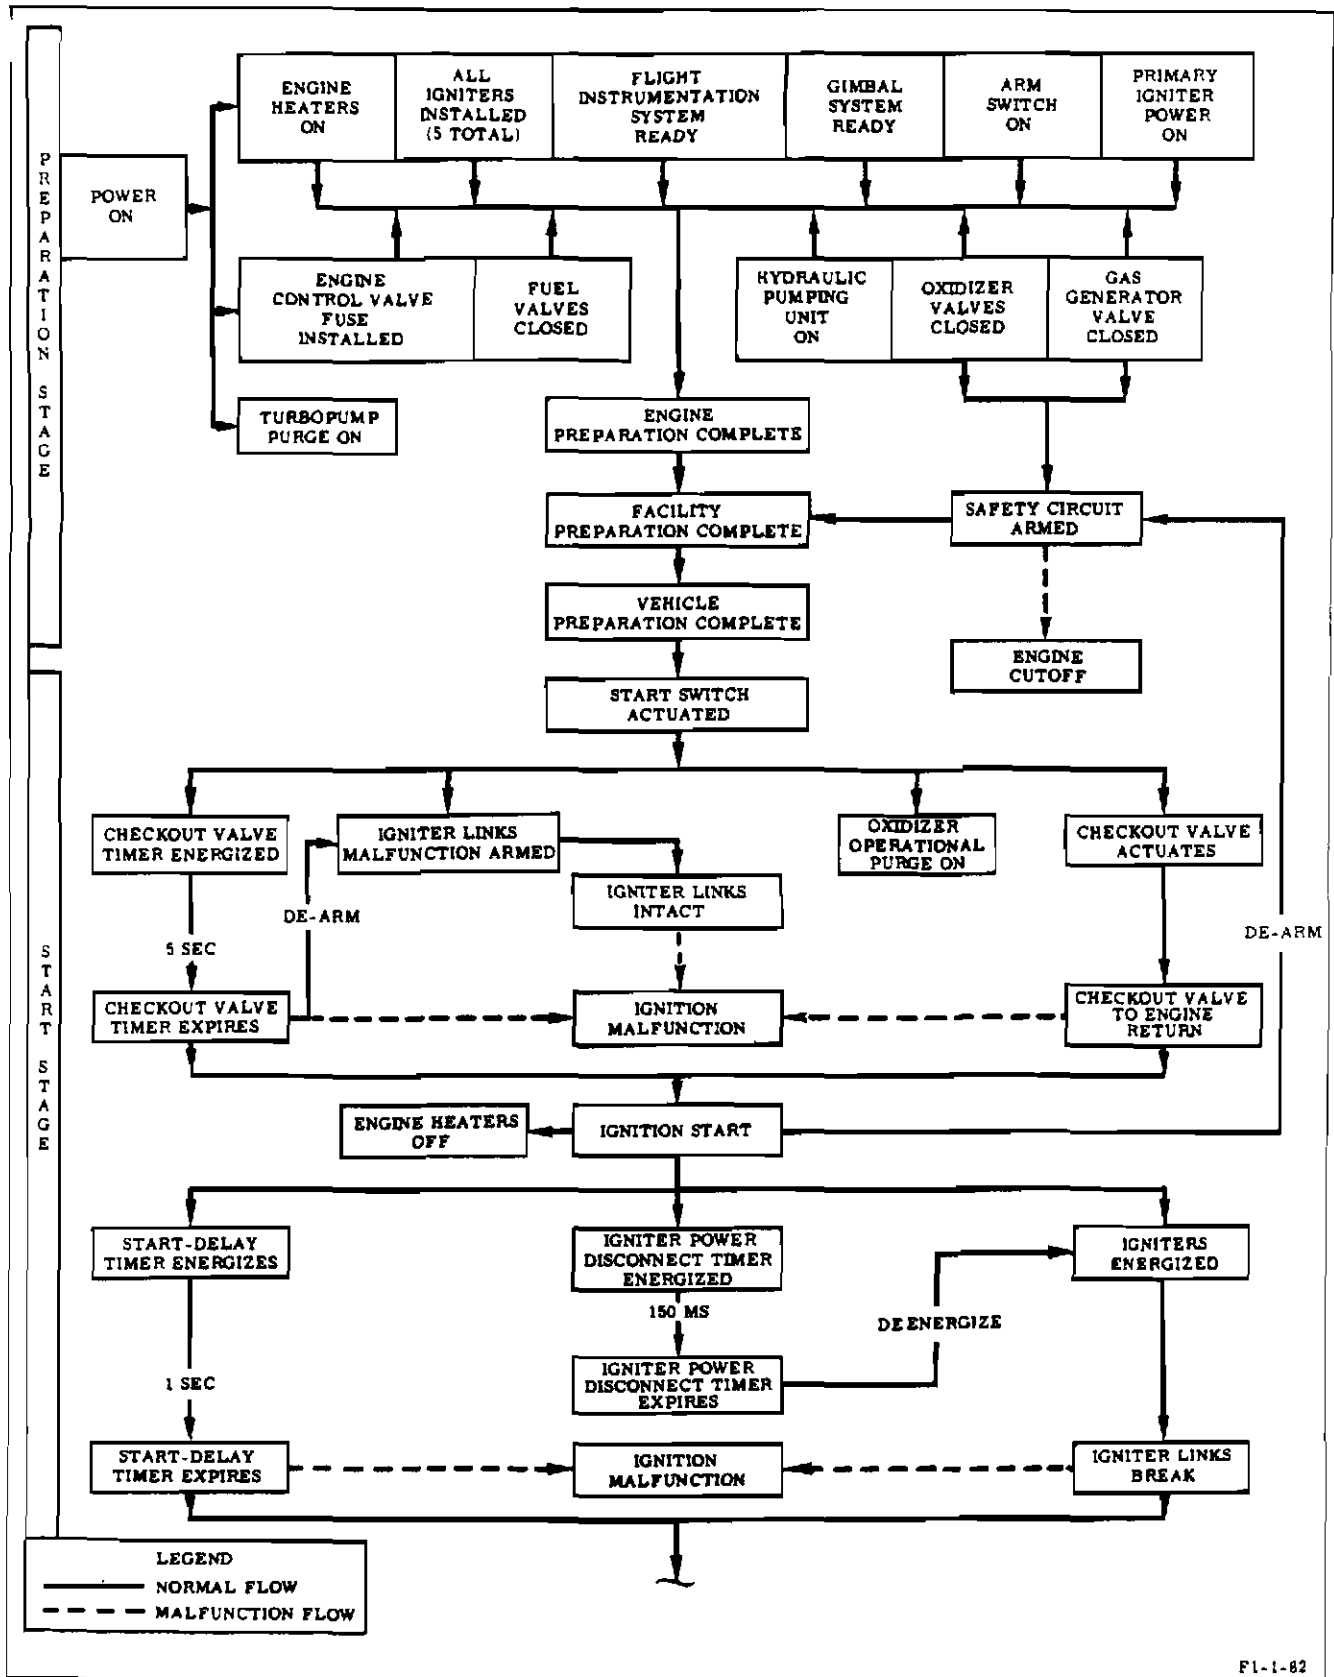 PREPARATION STAGE
POWER
ON
ENGINE
HEATERS
ON
ALL
IGNITERS
INSTALLED
(5 TOTAL)
FLIGHT
INSTRUMENTATION
SYSTEM
READY
GIMBAL
SYSTEM
READY
ARM
SWITCH
ON
PRIMARY
IGNITER
POWER
ON
ENGINE
CONTROL VALVE
FUSE
INSTALLED
FUEL
VALVES
CLOSED
HYDRAULIC
PUMPING
UNIT
ON
OXIDIZER
VALVES
CLOSED
GAS
GENERATOR
VALVE
CLOSED
TURBOPUMP
PURGE ON
ENGINE
PREPARATION COMPLETE
FACILITY
PREPARATION COMPLETE
SAFETY CIRCUIT
ARMED
VEHICLE
PREPARATION COMPLETE
ENGINE
CUTOFF
START STAGE
START SWITCH
ACTUATED
CHECKOUT VALVE
TIMER ENERGIZED
IGNITER LINKS
MALFUNCTION ARMED
OXIDIZER
OPERATIONAL
PURGE ON
CHECKOUT VALVE
ACTUATES
IGNITER LINKS
INTACT
DE-ARM
DE-ARM
5 SEC
CHECKOUT VALVE
TIMER EXPIRES
IGNITION
MALFUNCTION
CHECKOUT VALVE
TO ENGINE
RETURN
ENGINE HEATERS
OFF
IGNITION START
START-DELAY
TIMER ENERGIZES
IGNITER POWER
DISCONNECT TIMER
ENERGIZED
IGNITERS
ENERGIZED
150 MS
DEENERGIZE
1 SEC
IGNITER POWER
DISCONNECT TIMER
EXPIRES
START-DELAY
TIMER EXPIRES
IGNITION
MALFUNCTION
IGNITER LINKS
BREAK
LEGEND
NORMAL FLOW
MALFUNCTION FLOW
F1-1-82